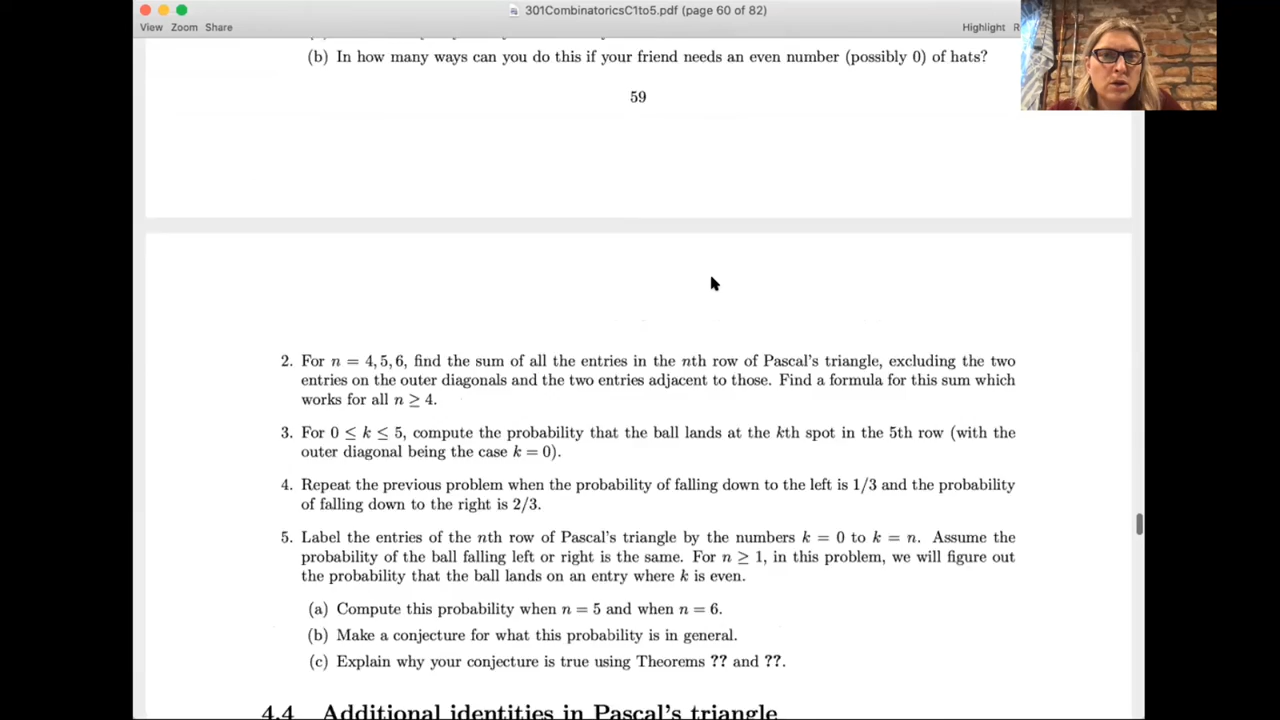 301CombinatoricsC1to5.pdf (page 60 of 82)
View Zoom Share
Highlight
(b) In how many ways can you do this if your friend needs an even number (possibly 0) of hats?
59
2. For n = 4, 5, 6, find the sum of all the entries in the nth row of Pascal's triangle, excluding the two
entries on the outer diagonals and the two entries adjacent to those. Find a formula for this sum which
works for all n ≥ 4.
3. For 0 ≤ k ≤ 5, compute the probability that the ball lands at the kth spot in the 5th row (with the
outer diagonal being the case k = 0).
4. Repeat the previous problem when the probability of falling down to the left is 1/3 and the probability
of falling down to the right is 2/3.
5. Label the entries of the nth row of Pascal's triangle by the numbers k = 0 to k = n. Assume the
probability of the ball falling left or right is the same. For n ≥ 1, in this problem, we will figure out
the probability that the ball lands on an entry where k is even.
(a) Compute this probability when n = 5 and when n = 6.
(b) Make a conjecture for what this probability is in general.
(c) Explain why your conjecture is true using Theorems ?? and ??.
4.4 Additional identities in Pascal's triangle